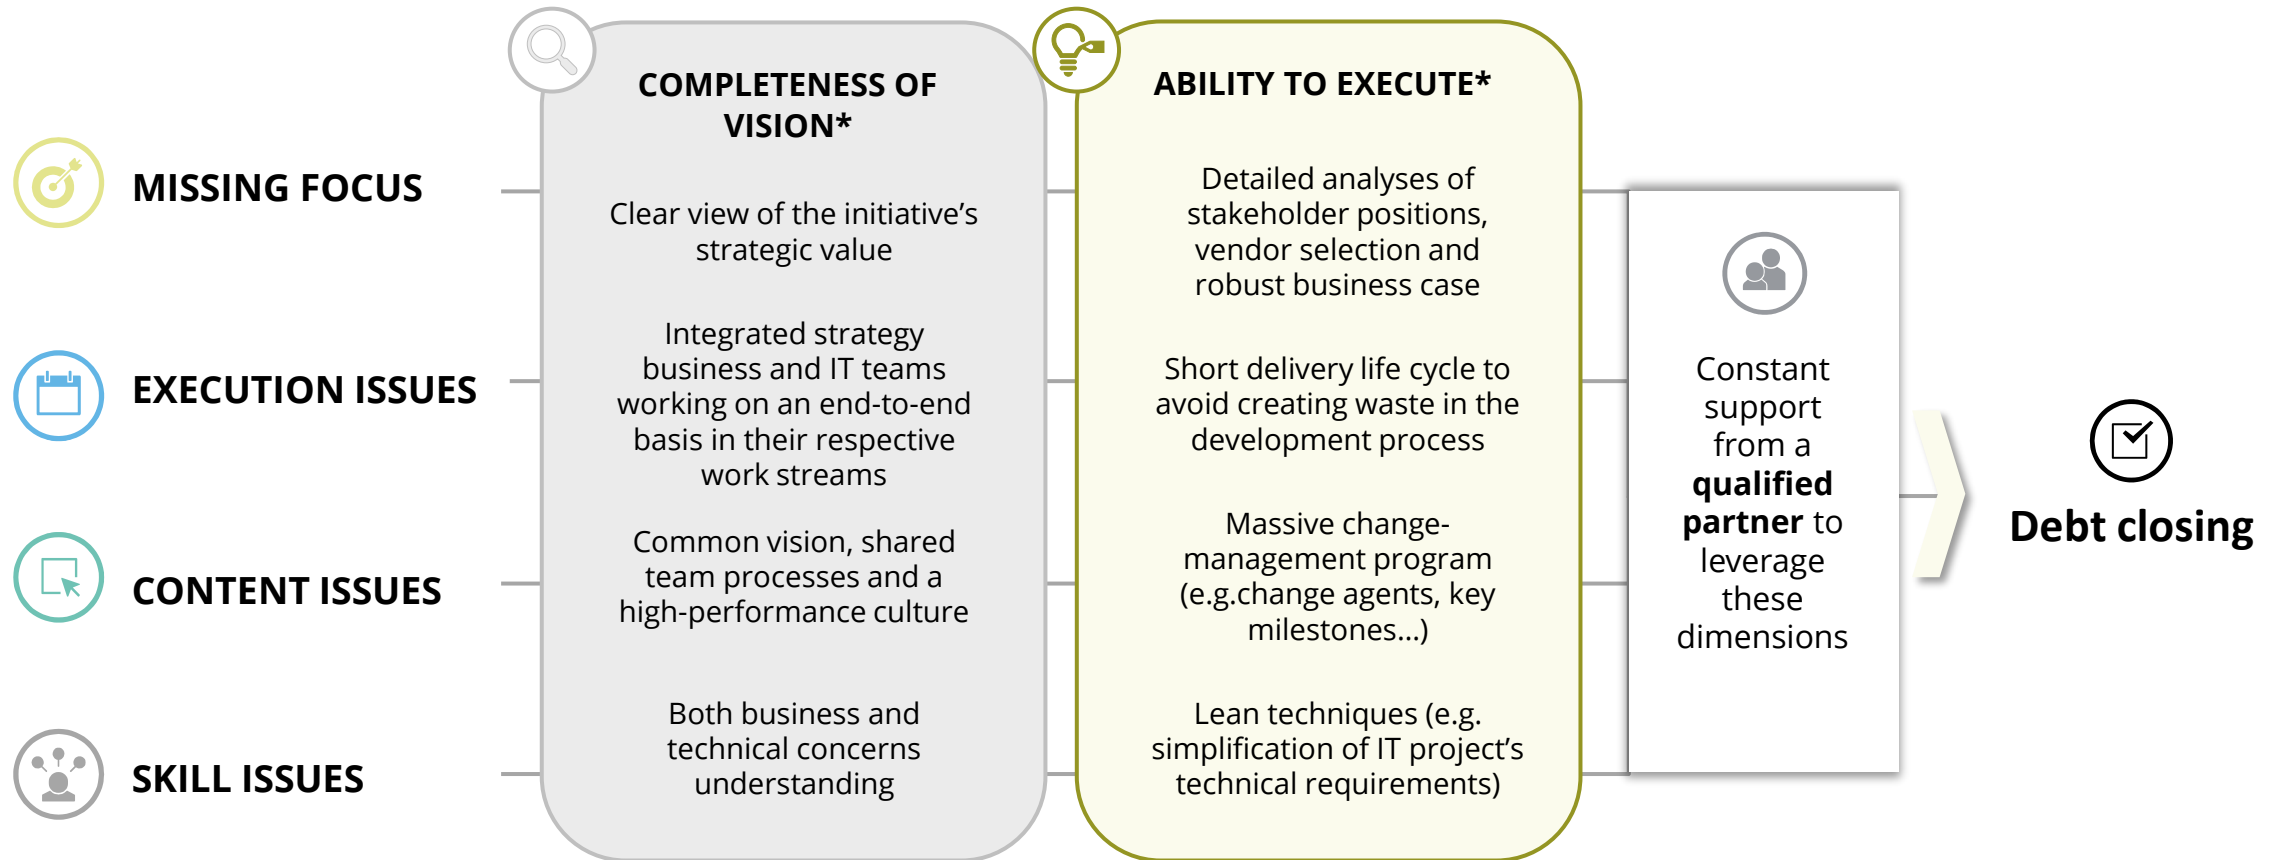 COMPLETENESS OF
VISION*
ABILITY TO EXECUTE*
MISSING FOCUS
Clear view of the initiative’s
strategic value
Detailed analyses of
stakeholder positions,
vendor selection and
robust business case
EXECUTION ISSUES
Integrated strategy
business and IT teams
working on an end-to-end
basis in their respective
work streams
Short delivery life cycle to
avoid creating waste in the
development process
CONTENT ISSUES
Common vision, shared
team processes and a
high-performance culture
Massive change-
management program
(e.g.change agents, key
milestones...)
SKILL ISSUES
Both business and
technical concerns
understanding
Lean techniques (e.g.
simplification of IT project’s
technical requirements)
Constant
support
from a
qualified
partner to
leverage
these
dimensions
Debt closing